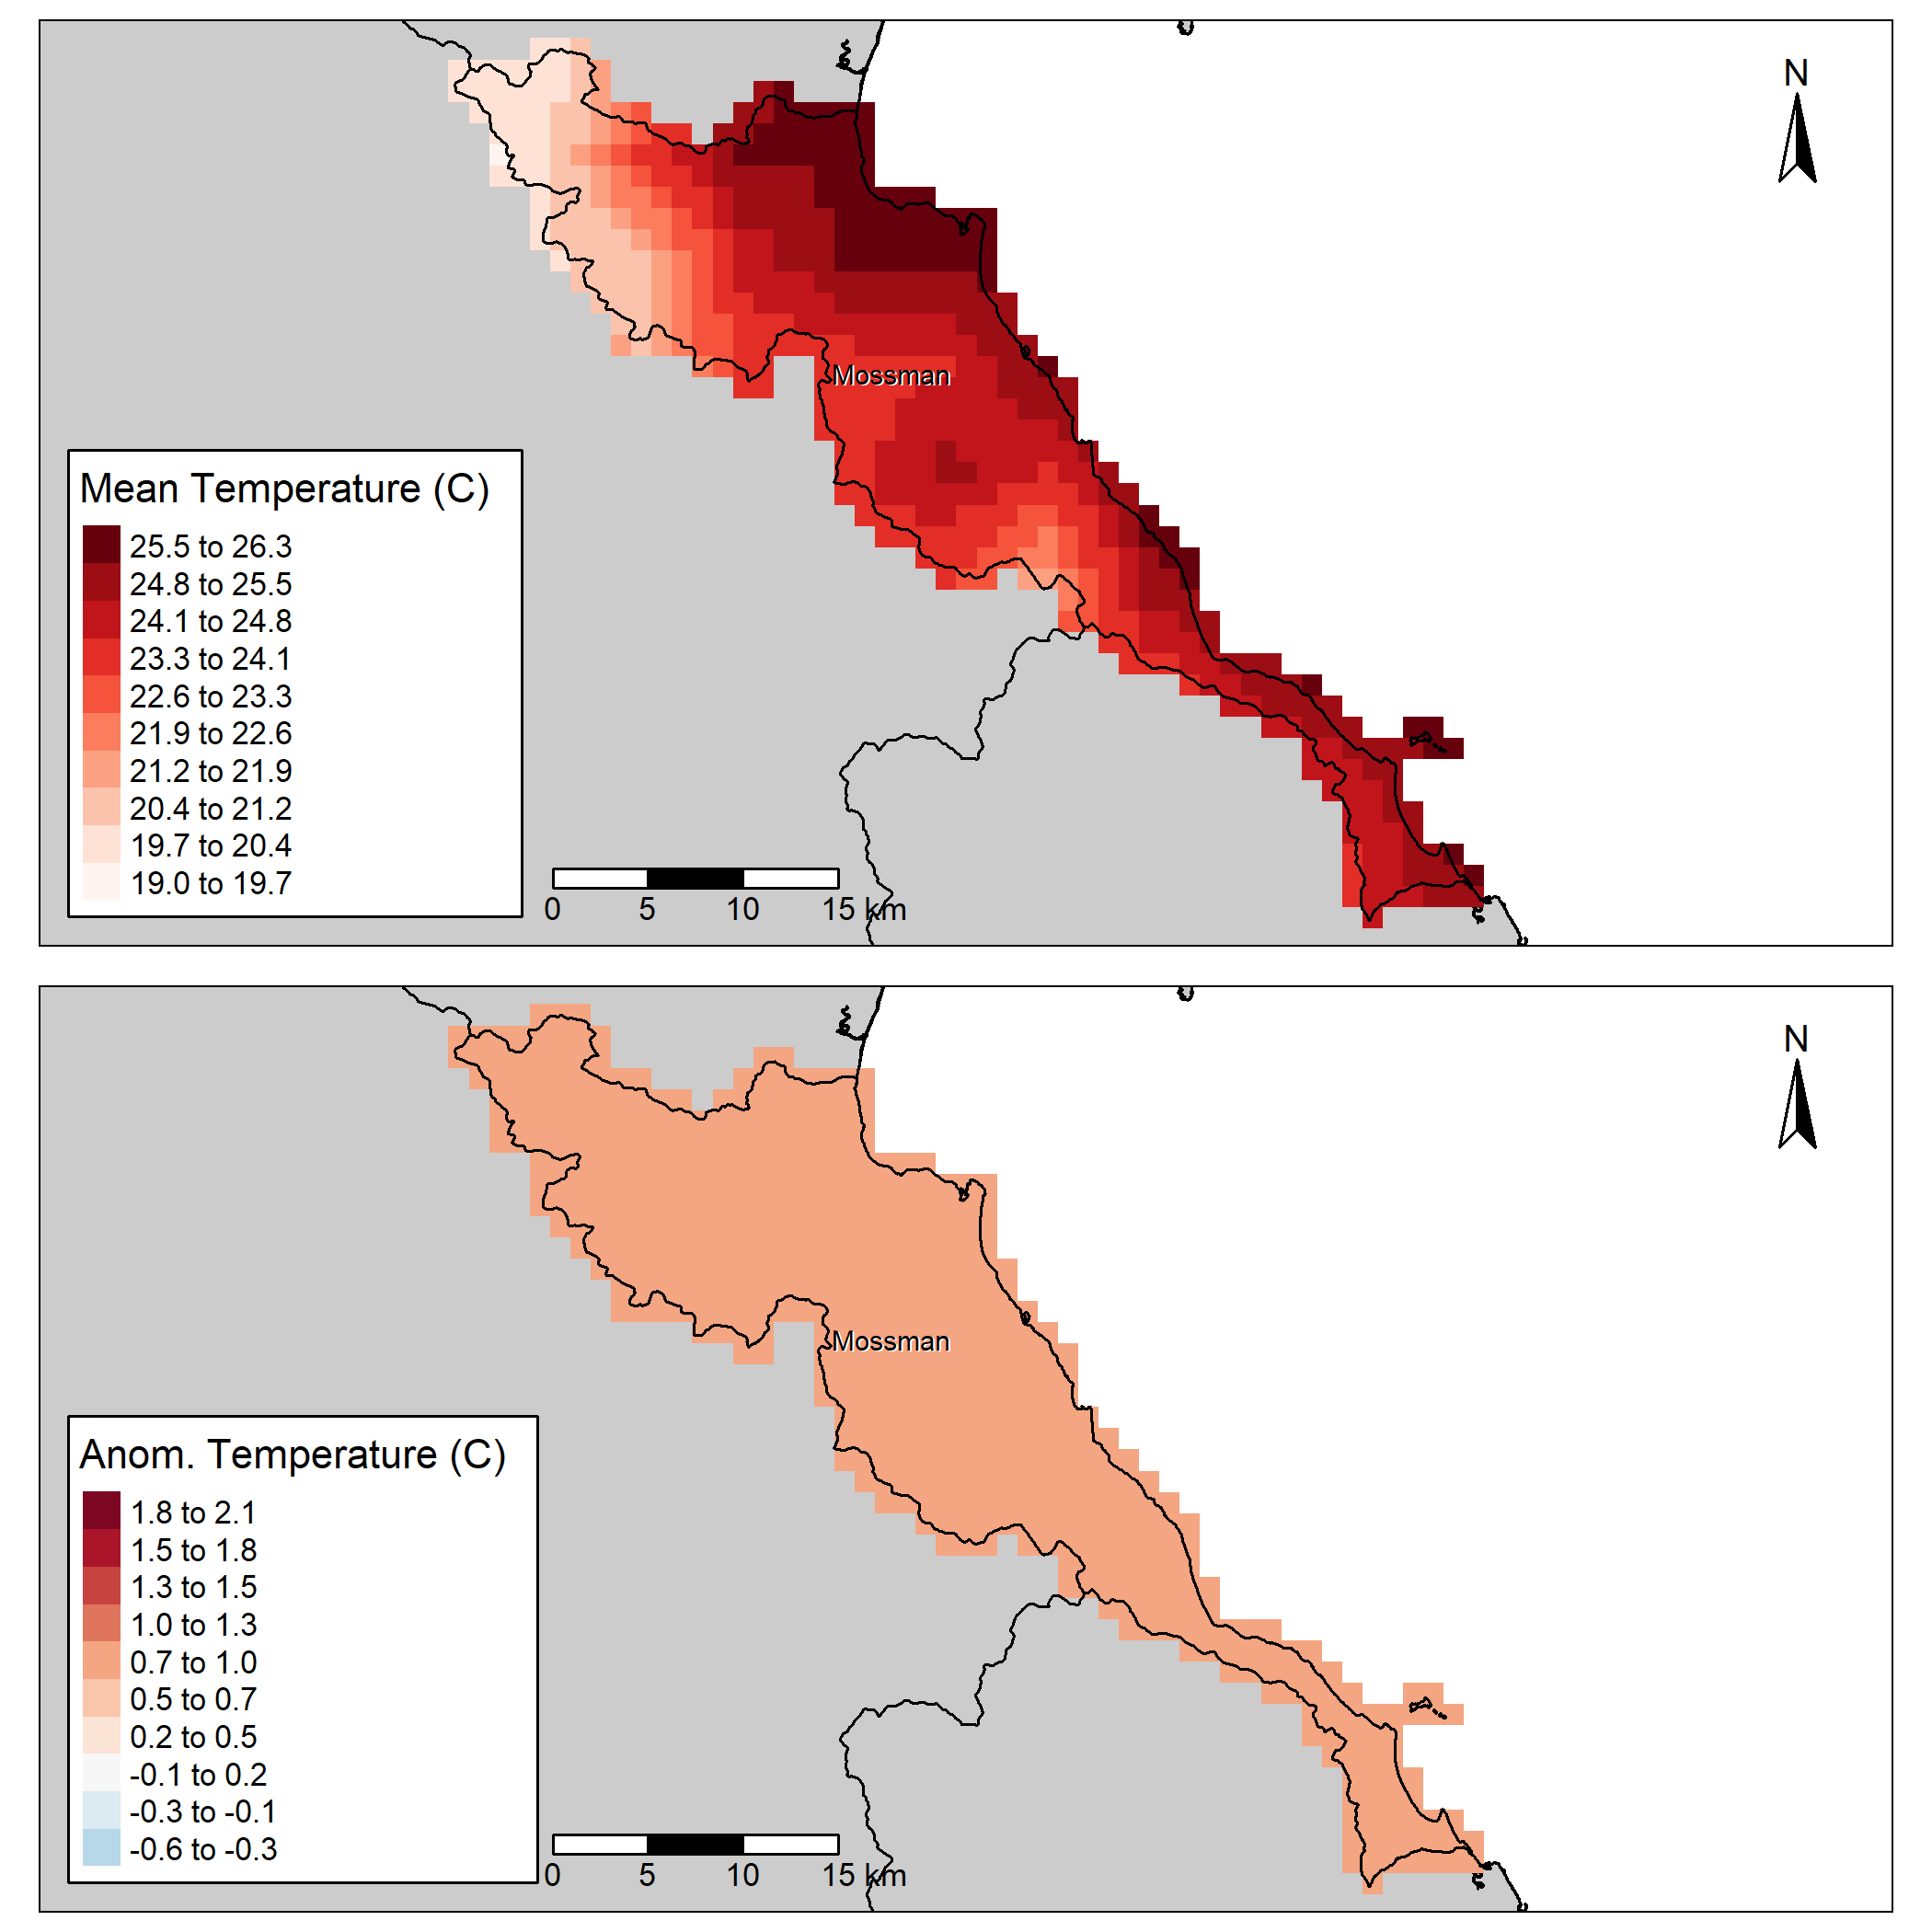 N
Mossman
Mean Temperature (C)
25.5 to 26.3
24.8 to 25.5
24.1 to 24.8
23.3 to 24.1
22.6 to 23.3
21.9 to 22.6
21.2 to 21.9
20.4 to 21.2
19.7 to 20.4
19.0 to 19.7
0 5 10 15 km
N
Mossman
Anom. Temperature (C)
1.8 to 2.1
1.5 to 1.8
1.3 to 1.5
1.0 to 1.3
0.7 to 1.0
0.5 to 0.7
0.2 to 0.5
-0.1 to 0.2
-0.3 to -0.1
-0.6 to -0.3
0 5 10 15 km